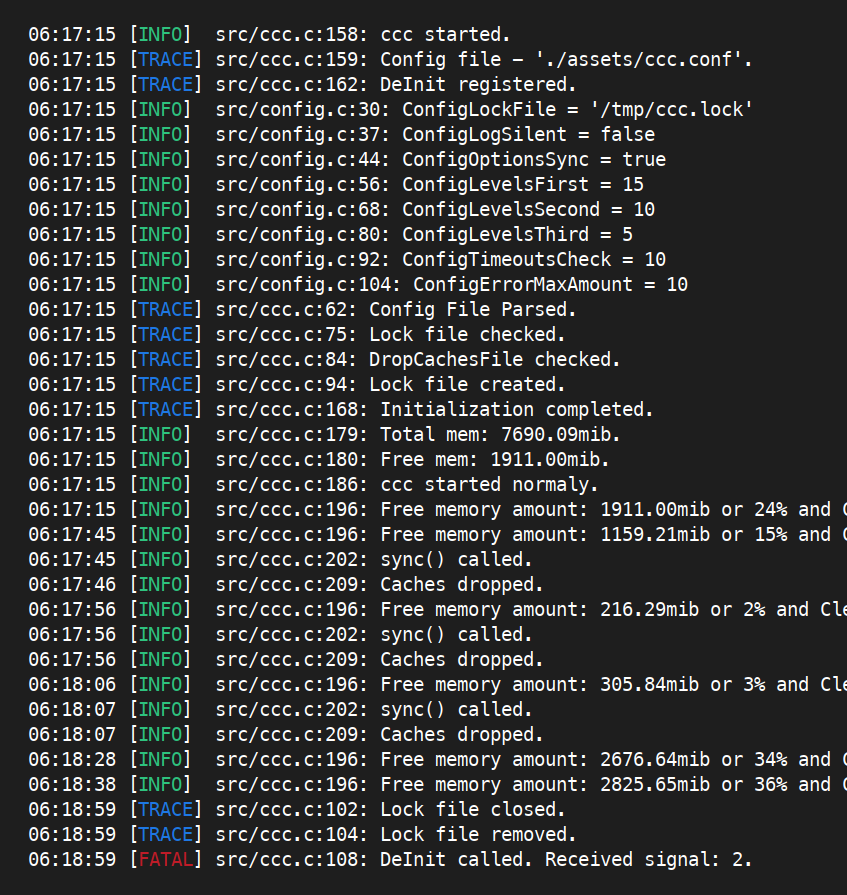 06:17:15 [INFO]  src/ccc.c:158: ccc started.
06:17:15 [TRACE] src/ccc.c:159: Config file - './assets/ccc.conf'.
06:17:15 [TRACE] src/ccc.c:162: DeInit registered.
06:17:15 [INFO]  src/config.c:30: ConfigLockFile = '/tmp/ccc.lock'
06:17:15 [INFO]  src/config.c:37: ConfigLogSilent = false
06:17:15 [INFO]  src/config.c:44: ConfigOptionsSync = true
06:17:15 [INFO]  src/config.c:56: ConfigLevelsFirst = 15
06:17:15 [INFO]  src/config.c:68: ConfigLevelsSecond = 10
06:17:15 [INFO]  src/config.c:80: ConfigLevelsThird = 5
06:17:15 [INFO]  src/config.c:92: ConfigTimeoutsCheck = 10
06:17:15 [INFO]  src/config.c:104: ConfigErrorMaxAmount = 10
06:17:15 [TRACE] src/ccc.c:62: Config File Parsed.
06:17:15 [TRACE] src/ccc.c:75: Lock file checked.
06:17:15 [TRACE] src/ccc.c:84: DropCachesFile checked.
06:17:15 [TRACE] src/ccc.c:94: Lock file created.
06:17:15 [TRACE] src/ccc.c:168: Initialization completed.
06:17:15 [INFO]  src/ccc.c:179: Total mem: 7690.09mib.
06:17:15 [INFO]  src/ccc.c:180: Free mem: 1911.00mib.
06:17:15 [INFO]  src/ccc.c:186: ccc started normaly.
06:17:15 [INFO]  src/ccc.c:196: Free memory amount: 1911.00mib or 24% and
06:17:45 [INFO]  src/ccc.c:196: Free memory amount: 1159.21mib or 15% and
06:17:45 [INFO]  src/ccc.c:202: sync() called.
06:17:46 [INFO]  src/ccc.c:209: Caches dropped.
06:17:56 [INFO]  src/ccc.c:196: Free memory amount: 216.29mib or 2% and Cle
06:17:56 [INFO]  src/ccc.c:202: sync() called.
06:17:56 [INFO]  src/ccc.c:209: Caches dropped.
06:18:06 [INFO]  src/ccc.c:196: Free memory amount: 305.84mib or 3% and Cle
06:18:07 [INFO]  src/ccc.c:202: sync() called.
06:18:07 [INFO]  src/ccc.c:209: Caches dropped.
06:18:28 [INFO]  src/ccc.c:196: Free memory amount: 2676.64mib or 34% and
06:18:38 [INFO]  src/ccc.c:196: Free memory amount: 2825.65mib or 36% and
06:18:59 [TRACE] src/ccc.c:102: Lock file closed.
06:18:59 [TRACE] src/ccc.c:104: Lock file removed.
06:18:59 [FATAL] src/ccc.c:108: DeInit called. Received signal: 2.